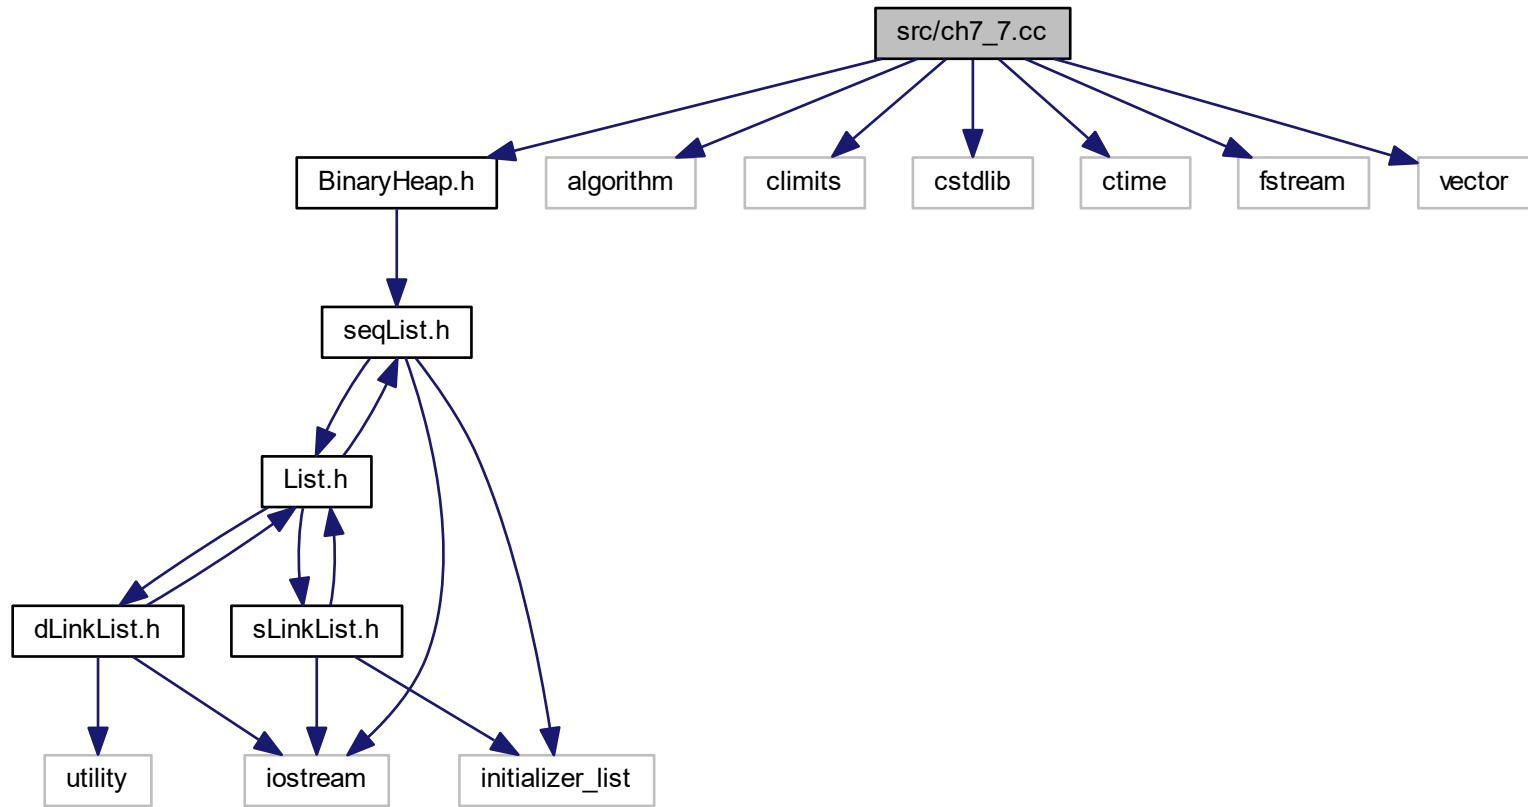 src/ch7_7.cc
BinaryHeap.h
algorithm
climits
cstdlib
ctime
fstream
vector
seqList.h
List.h
dLinkList.h
sLinkList.h
utility
iostream
initializer_list